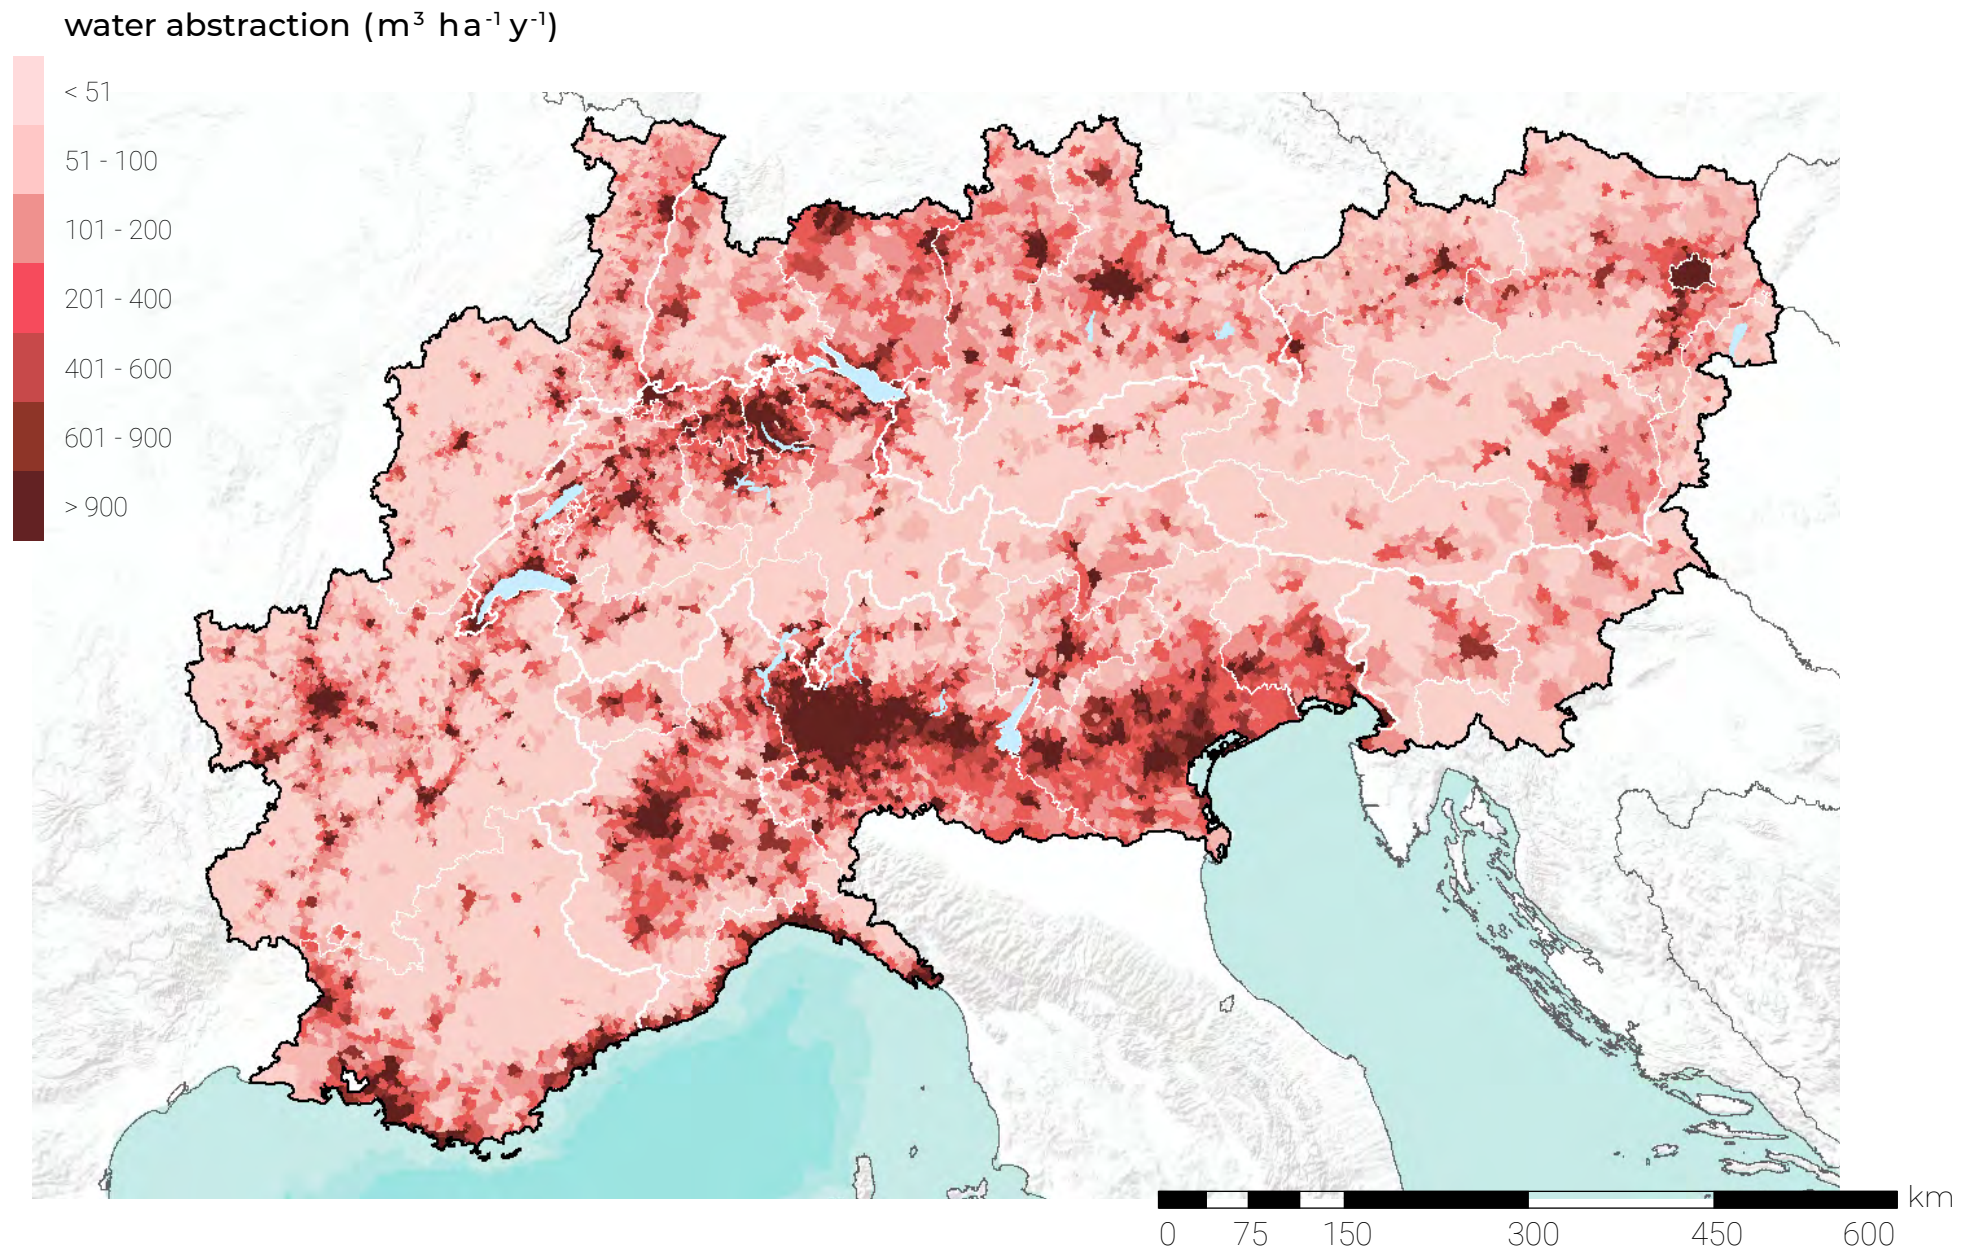 water abstraction (m³ ha⁻¹ y⁻¹)
< 51
51 - 100
101 - 200
201 - 400
401 - 600
601 - 900
> 900
km
0 75 150 300 450 600